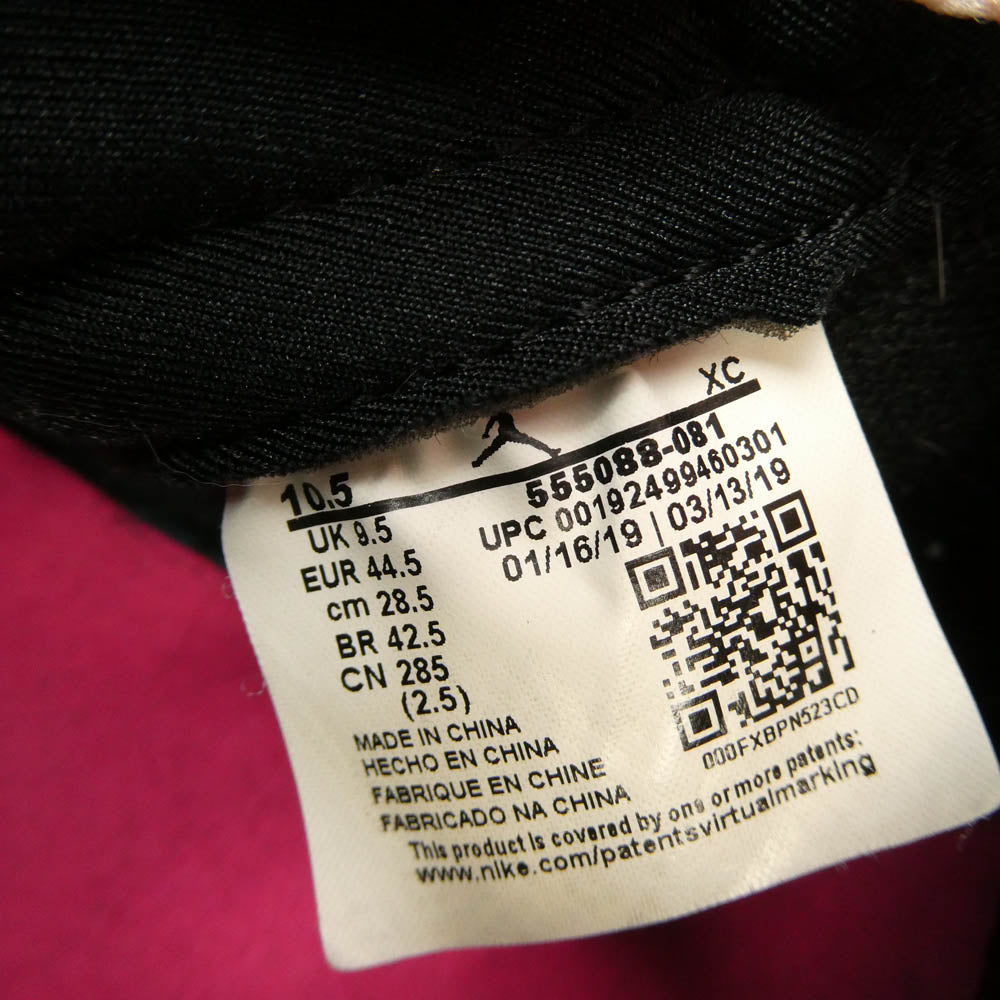 XC
10.5
555088-081
UPC 00192499460301
01/16/19 | 03/13/19
UK 9.5
EUR 44.5
cm 28.5
BR 42.5
CN 285
(2.5)
000FXBPN523CD
MADE IN CHINA
HECHO EN CHINA
FABRIQUE EN CHINE
FABRICADO NA CHINA
This product is covered by one or more patents:
www.nike.com/patentsvirtualmarking